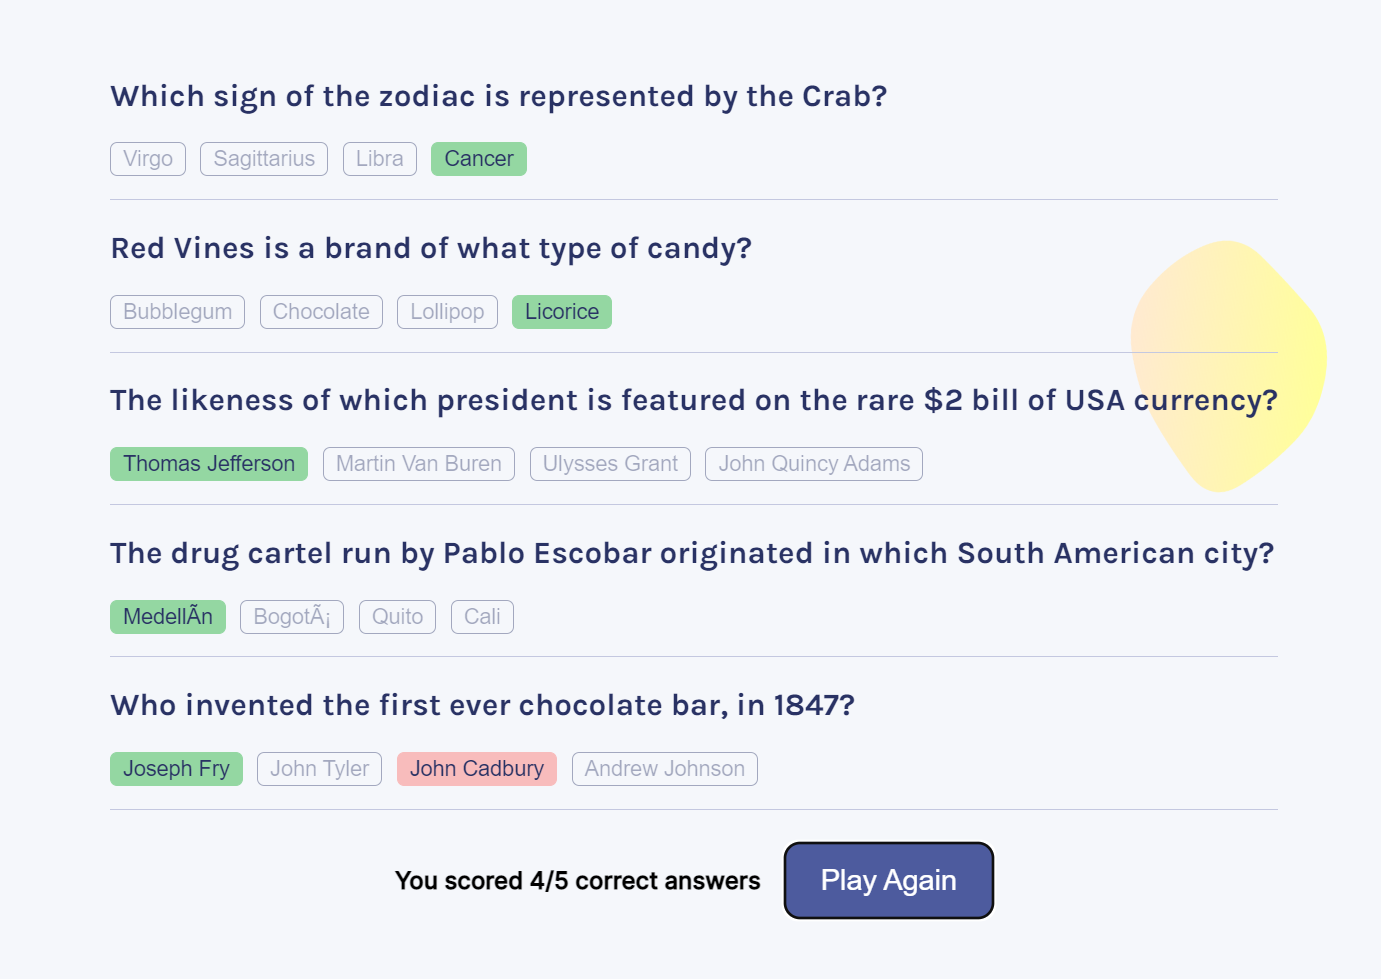 Which sign of the zodiac is represented by the Crab?
Virgo Sagittarius Libra Cancer
Red Vines is a brand of what type of candy?
Bubblegum Chocolate Lollipop Licorice
The likeness of which president is featured on the rare $2 bill of USA currency?
Thomas Jefferson Martin Van Buren Ulysses Grant John Quincy Adams
The drug cartel run by Pablo Escobar originated in which South American city?
MedellÃn BogotÃ¡ Quito Cali
Who invented the first ever chocolate bar, in 1847?
Joseph Fry John Tyler John Cadbury Andrew Johnson
You scored 4/5 correct answers Play Again